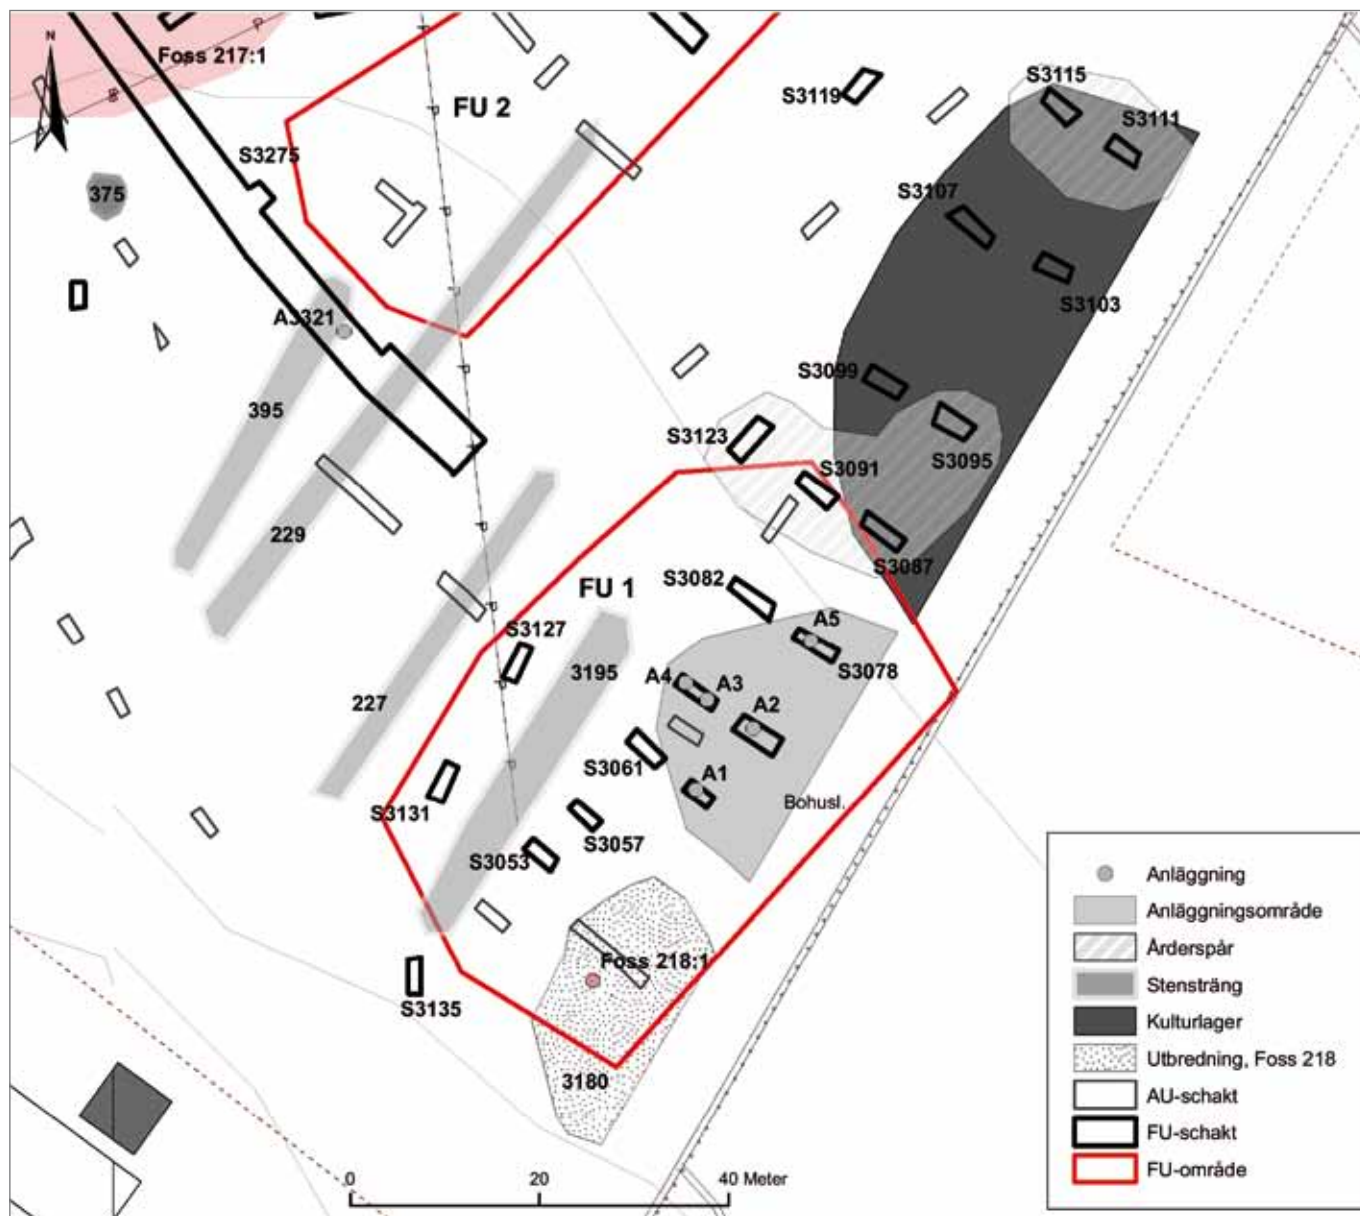 N
Foss 217:1
FU 2
S3119
S3115
S3111
S3275
375
S3107
S3103
A3321
395
S3099
S3123
S3095
S3091
229
S3087
FU 1
S3082
S3127
A5
S3078
3195
A4
A3
A2
227
S3061
A1
S3131
Bohusl.
S3057
S3053
Foss 218:1
S3135
3180
0 20 40 Meter
Anläggning
Anläggningsområde
Årderspår
Stensträng
Kulturlager
Utbredning, Foss 218
AU-schakt
FU-schakt
FU-område
P
P
P
P
P
P
P
P
P